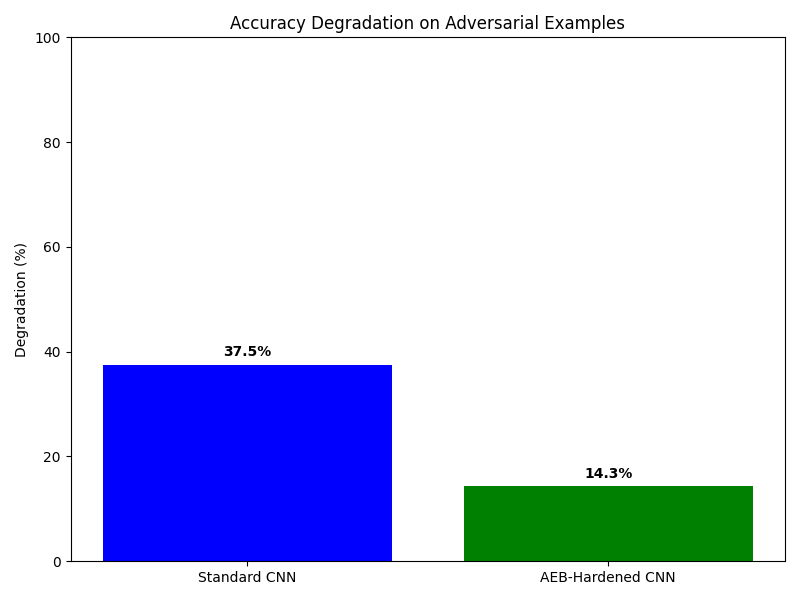 Accuracy Degradation on Adversarial Examples
Degradation (%)
100
80
60
40
20
0
37.5%
14.3%
Standard CNN
AEB-Hardened CNN